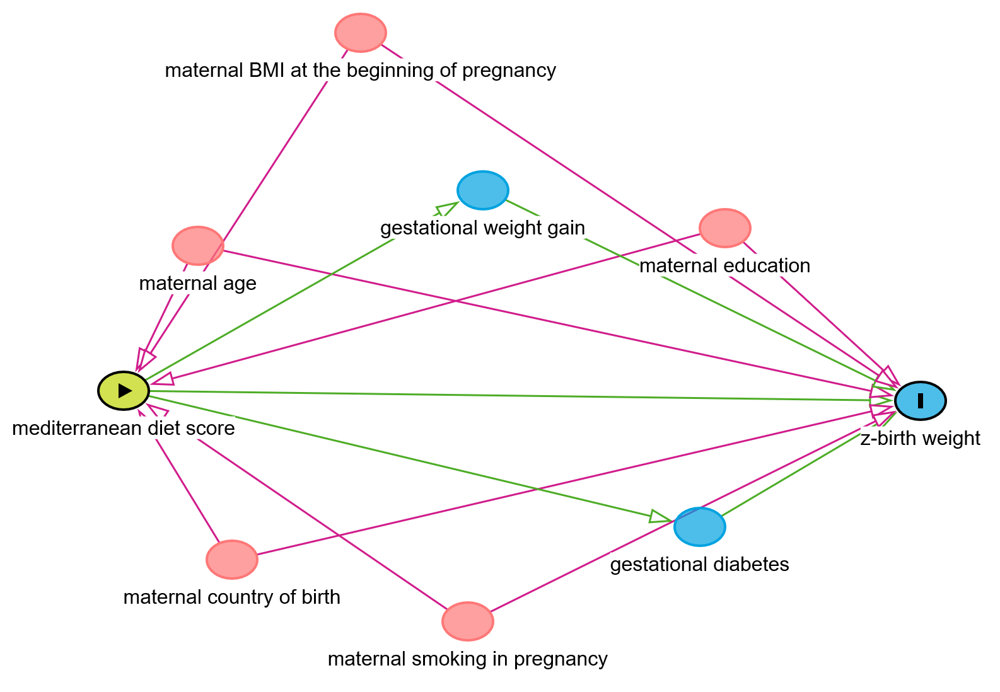 maternal BMI at the beginning of pregnancy
gestational weight gain
maternal education
maternal age
mediterranean diet score
z-birth weight
gestational diabetes
maternal country of birth
maternal smoking in pregnancy